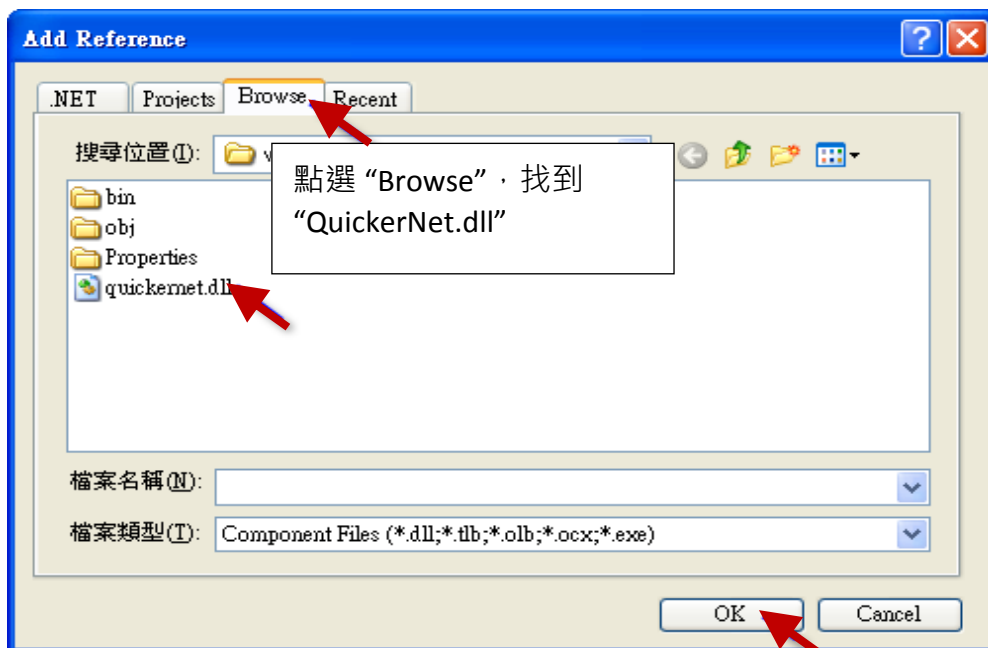 Add Reference
.NET Projects Browse Recent
搜尋位置(I):
點選 “Browse”，找到
“QuickerNet.dll”
bin
obj
Properties
quickernet.dll
檔案名稱(N):
檔案類型(T): Component Files (*.dll;*.tlb;*.olb;*.ocx;*.exe)
OK Cancel